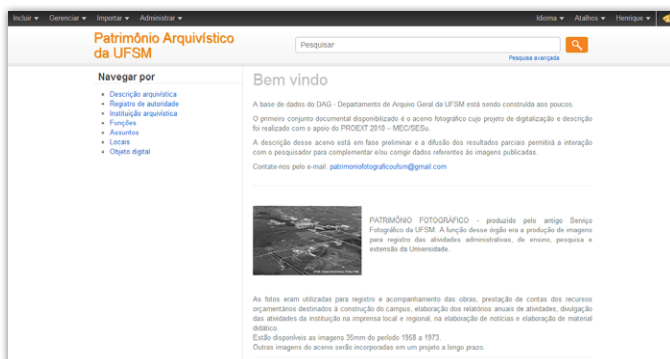 Incluir ▾ Gerenciar ▾ Importar ▾ Administrar ▾ Idioma ▾ Atalhos ▾ Henrique ▾
Patrimônio Arquivístico
da UFSM
Pesquisar
Pesquisa avançada
Navegar por
• Descrição arquivística
• Registro de autoridade
• Instituição arquivística
• Funções
• Assuntos
• Locais
• Objeto digital
Bem vindo
A base de dados do DAG - Departamento de Arquivo Geral da UFSM está sendo construída aos poucos.
O primeiro conjunto documental disponibilizado é o acervo fotográfico cujo projeto de digitalização e descrição
foi realizado com o apoio do PROEXT 2010 – MEC/SESu.
A descrição desse acervo está em fase preliminar e a difusão dos resultados parciais permitirá a interação
com o pesquisador para complementar e/ou corrigir dados referentes às imagens publicadas.
Contate-nos pelo e-mail: patrimoniofotograficoufsm@gmail.com
PATRIMÔNIO FOTOGRÁFICO - produzido pelo antigo Serviço
Fotográfico da UFSM. A função desse órgão era a produção de imagens
para registro das atividades administrativas, de ensino, pesquisa e
extensão da Universidade.
As fotos eram utilizadas para registro e acompanhamento das obras, prestação de contas dos recursos
orçamentários destinados à construção do campus, elaboração dos relatórios anuais de atividades, divulgação
das atividades da instituição na imprensa local e regional, na elaboração de notícias e elaboração de material
didático.
Estão disponíveis as imagens 35mm do período 1958 a 1973.
Outras imagens do acervo serão incorporadas em um projeto a longo prazo.